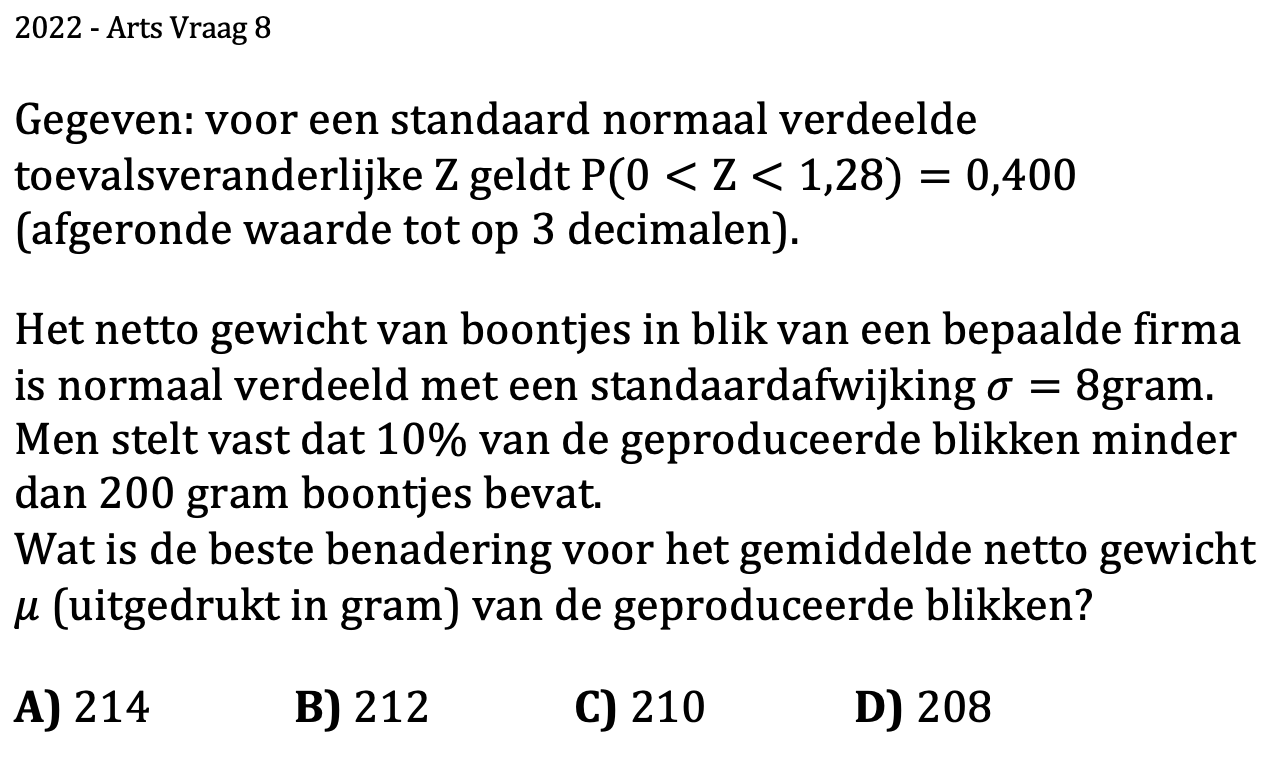 2022 - Arts Vraag 8
Gegeven: voor een standaard normaal verdeelde
toevalsveranderlijke Z geldt P(0 < Z < 1,28) = 0,400
(afgeronde waarde tot op 3 decimalen).
Het netto gewicht van boontjes in blik van een bepaalde firma
is normaal verdeeld met een standaardafwijking σ = 8gram.
Men stelt vast dat 10% van de geproduceerde blikken minder
dan 200 gram boontjes bevat.
Wat is de beste benadering voor het gemiddelde netto gewicht
μ (uitgedrukt in gram) van de geproduceerde blikken?
A) 214 B) 212 C) 210 D) 208